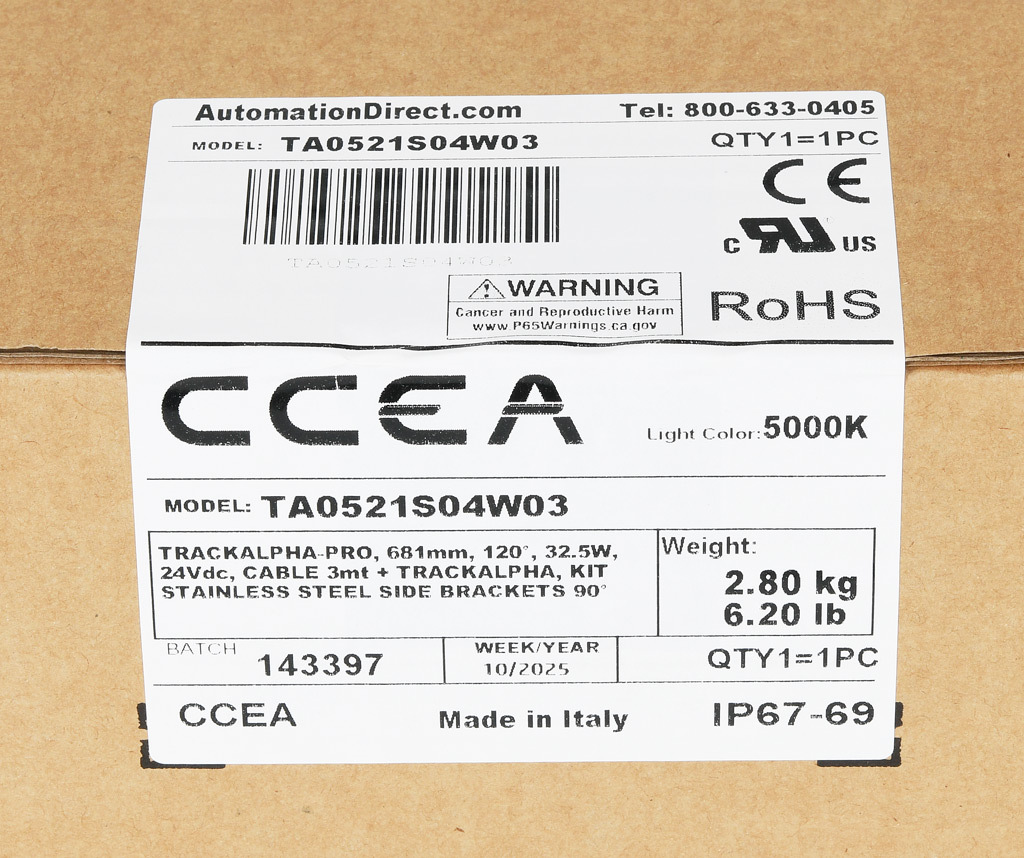 AutomationDirect.com Tel: 800-633-0405
MODEL: TA0521S04W03 QTY1=1PC
CE
TA0521S04W03
c RU US
WARNING
Cancer and Reproductive Harm
www P65Warnings.ca.gov
RoHS
CCEA
Light Color:5000K
MODEL: TA0521S04W03
TRACKALPHA-PRO, 681mm, 120°, 32.5W,
24Vdc, CABLE 3mt + TRACKALPHA, KIT
STAINLESS STEEL SIDE BRACKETS 90°
Weight:
2.80 kg
6.20 lb
BATCH 143397
WEEK/YEAR
10/2025
QTY1=1PC
CCEA Made in Italy IP67-69